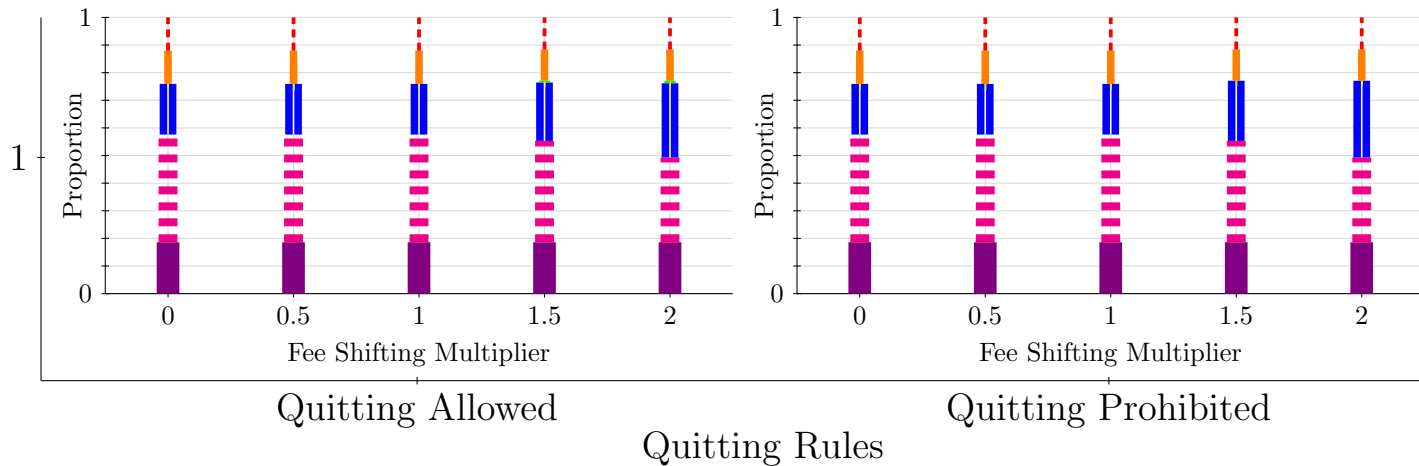 1
1
Proportion
0
0 0.5 1 1.5 2
Fee Shifting Multiplier
1
Proportion
0
0 0.5 1 1.5 2
Fee Shifting Multiplier
Quitting Allowed
Quitting Prohibited
Quitting Rules